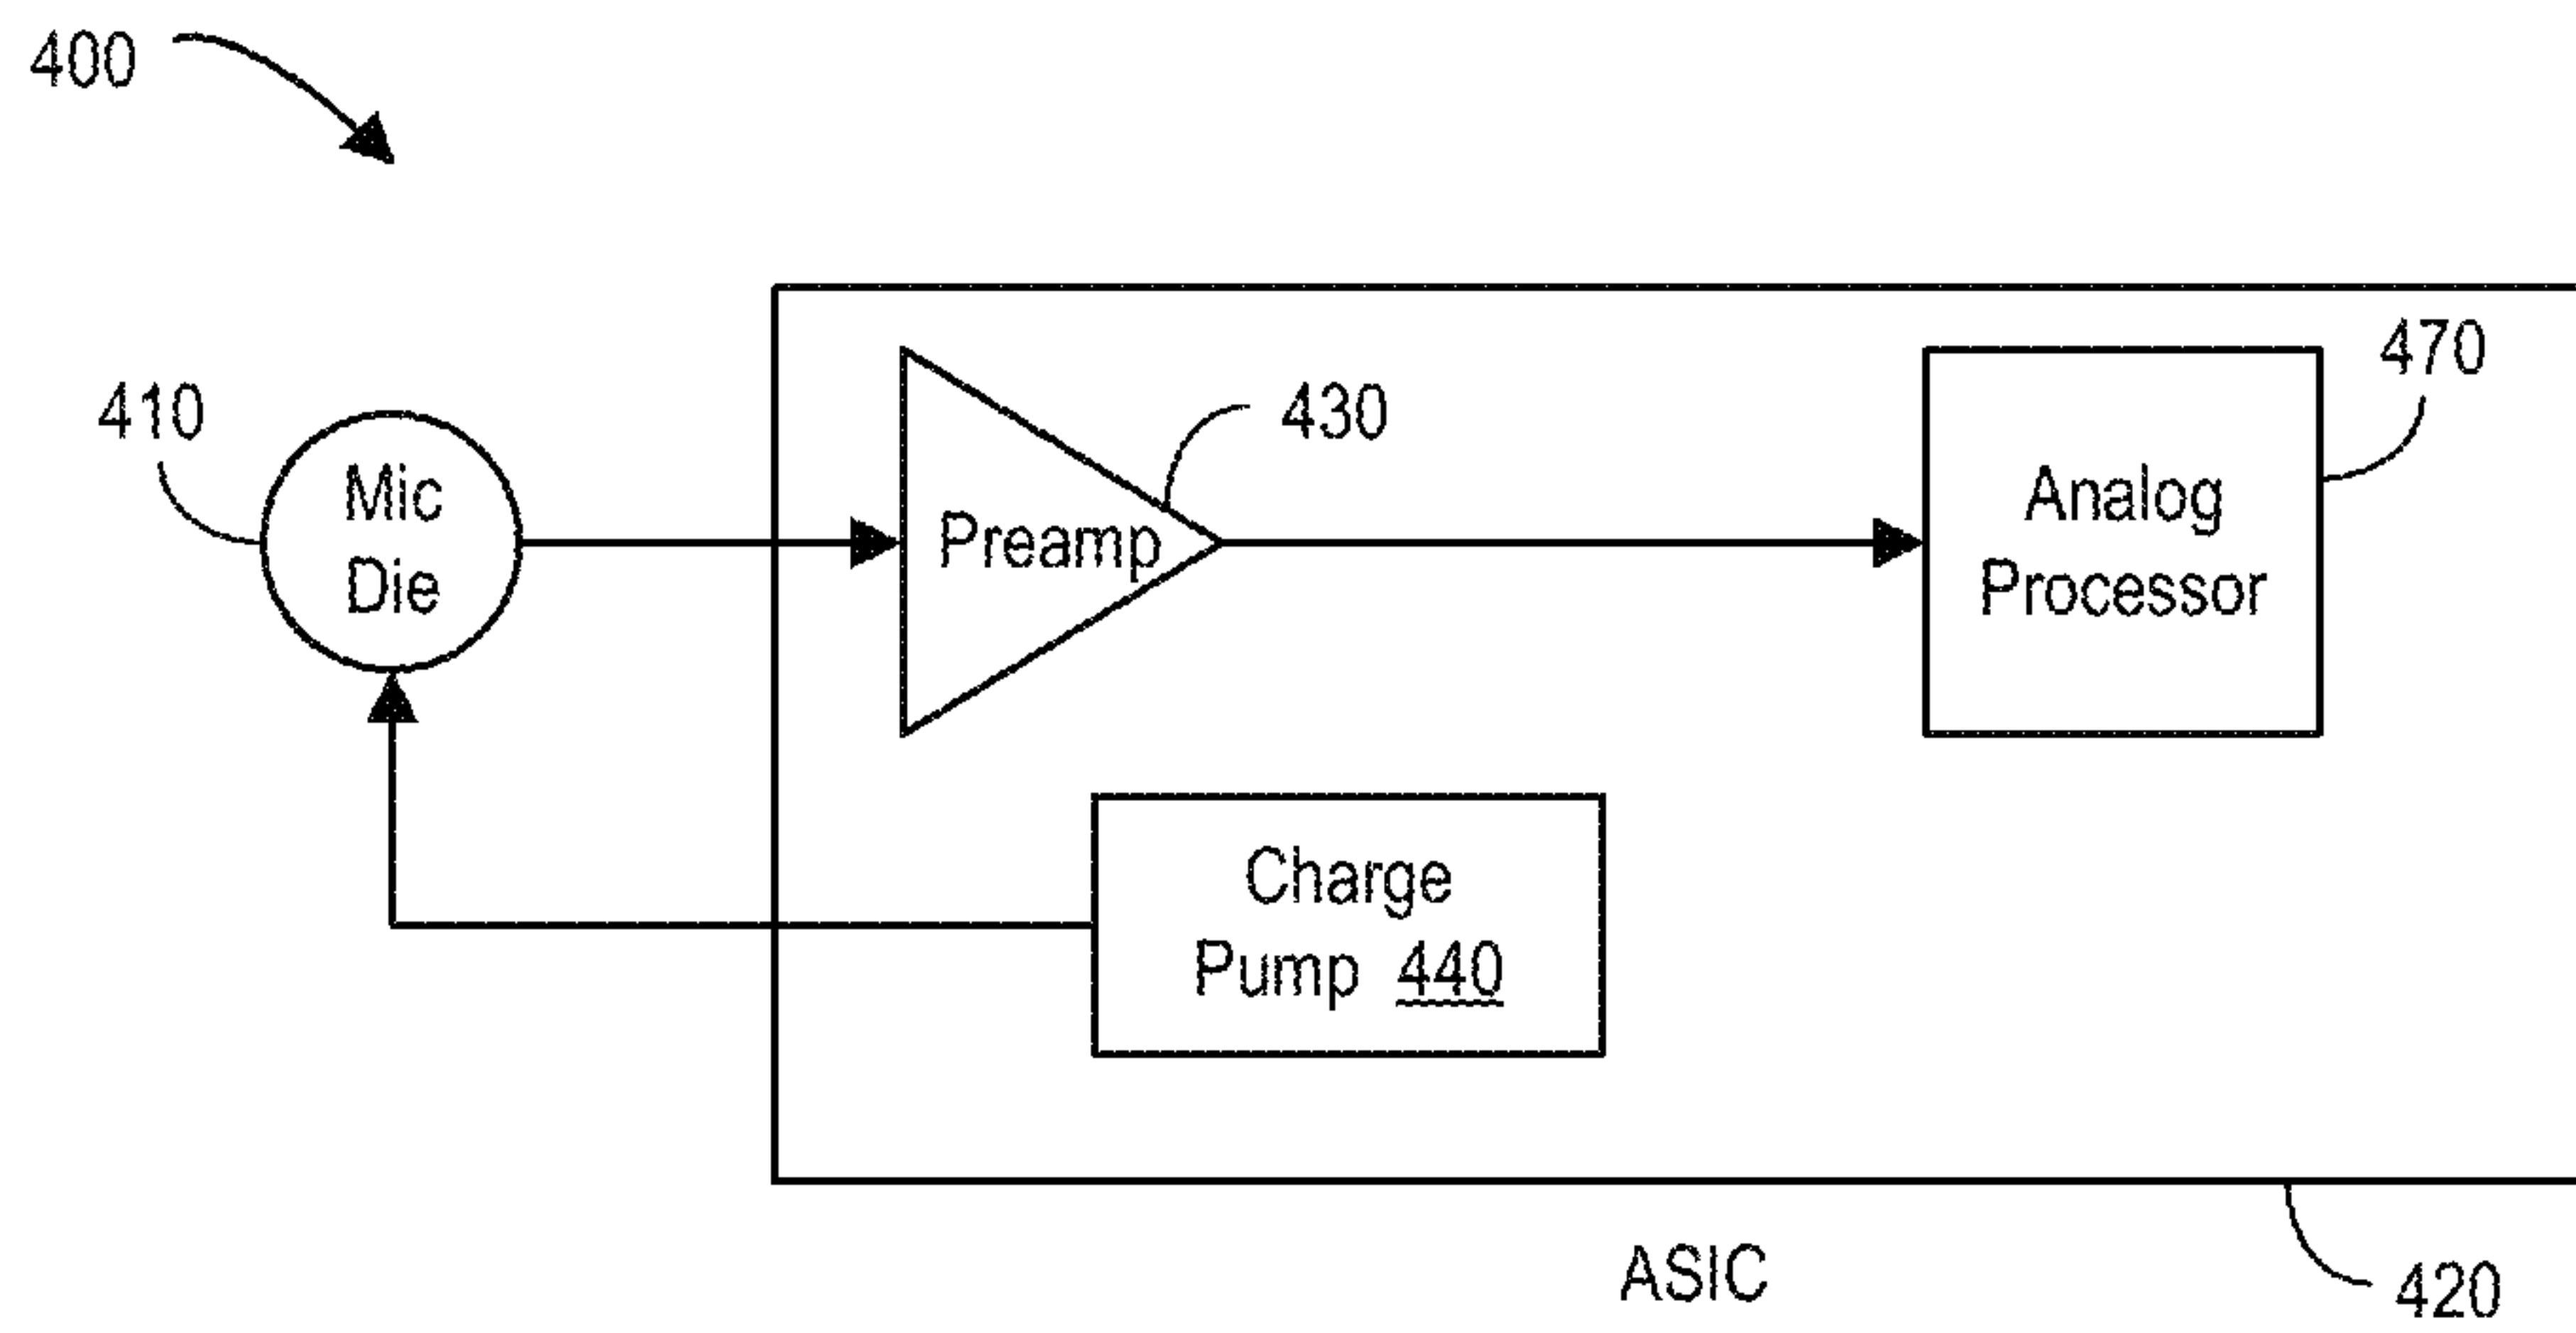 400
410
Mic
Die
Preamp
430
470
Analog
Processor
Charge
Pump 440
ASIC
420